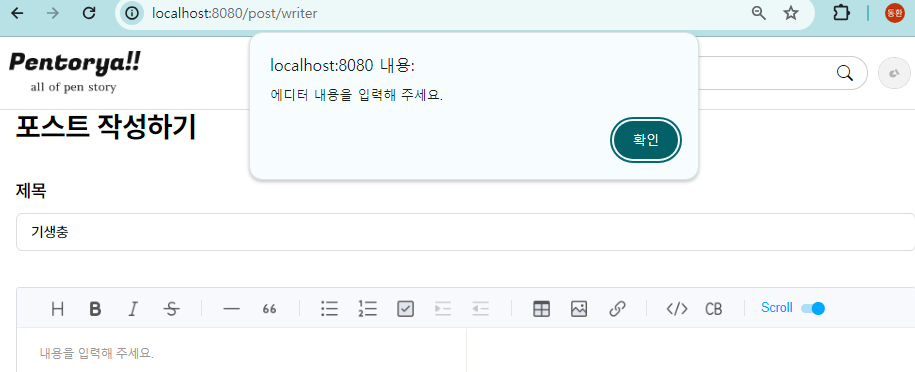 localhost:8080/post/writer
동환
Pentorya!!
all of pen story
localhost:8080 내용:
에디터 내용을 입력해 주세요.
확인
포스트 작성하기
제목
기생충
H B I S — 66 </> CB Scroll
내용을 입력해 주세요.